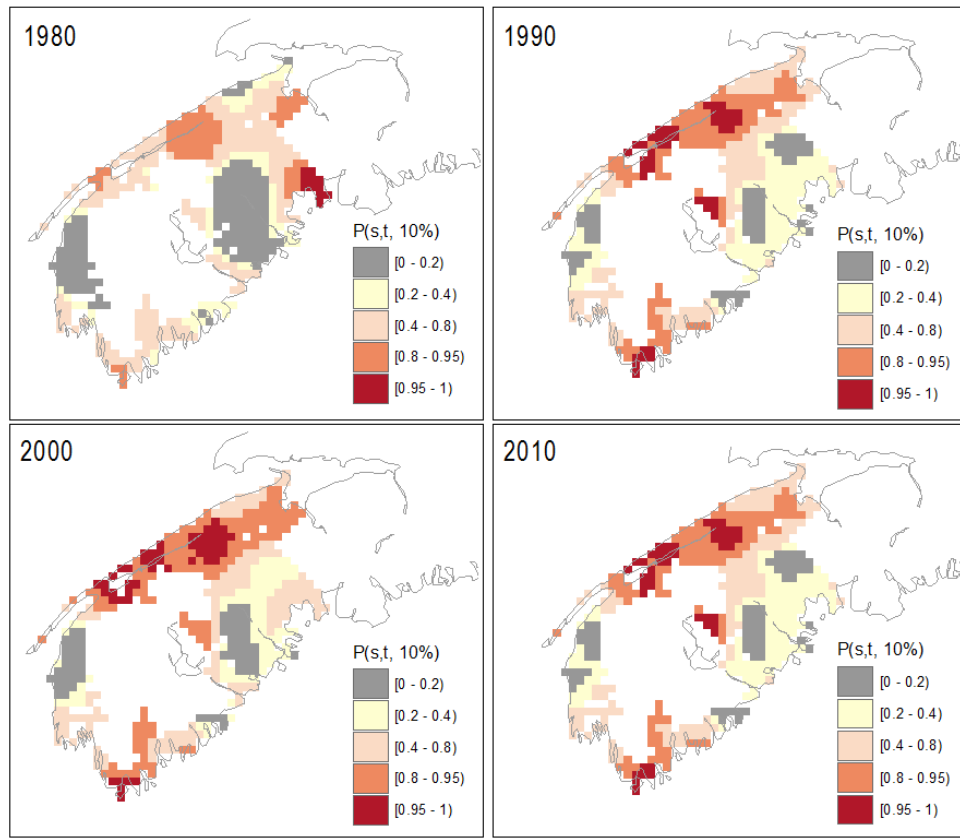 1980
P(s,t, 10%)
[0 - 0.2)
[0.2 - 0.4)
[0.4 - 0.8)
[0.8 - 0.95)
[0.95 - 1)
1990
P(s,t, 10%)
[0 - 0.2)
[0.2 - 0.4)
[0.4 - 0.8)
[0.8 - 0.95)
[0.95 - 1)
2000
P(s,t, 10%)
[0 - 0.2)
[0.2 - 0.4)
[0.4 - 0.8)
[0.8 - 0.95)
[0.95 - 1)
2010
P(s,t, 10%)
[0 - 0.2)
[0.2 - 0.4)
[0.4 - 0.8)
[0.8 - 0.95)
[0.95 - 1)